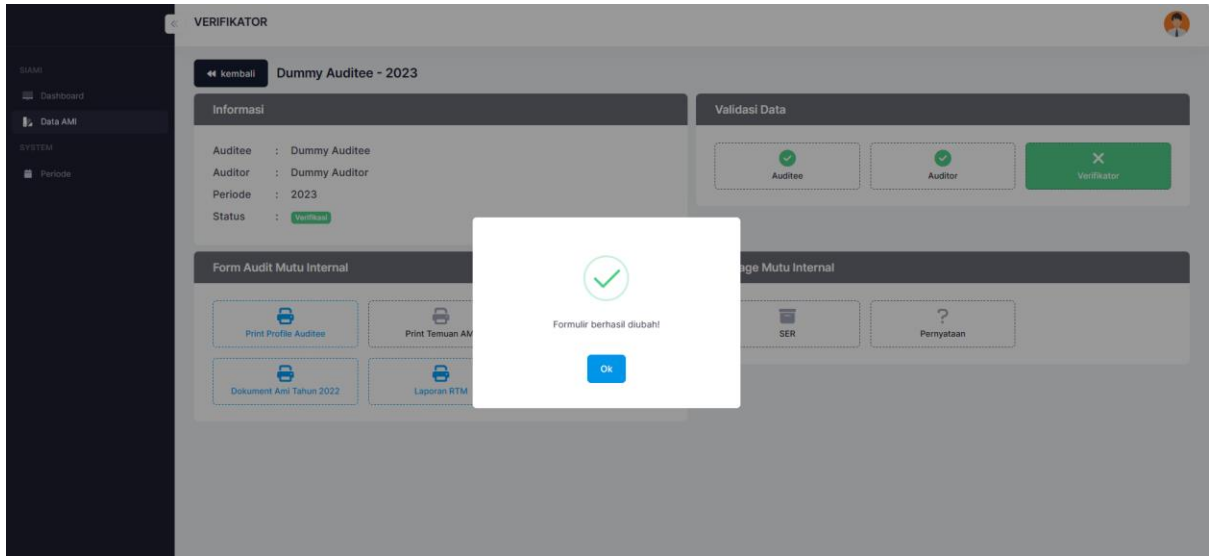 VERIFIKATOR
SIAMI
Dashboard
Data AMI
SYSTEM
Periode
kembali
Dummy Auditee - 2023
Informasi
Auditee : Dummy Auditee
Auditor : Dummy Auditor
Periode : 2023
Status : Verifikasi
Validasi Data
Auditee
Auditor
Verifikator
Form Audit Mutu Internal
Print Profile Auditee
Print Temuan AM
Dokument Ami Tahun 2022
Laporan RTM
age Mutu Internal
SER
? Pernyataan
Formulir berhasil diubah!
Ok